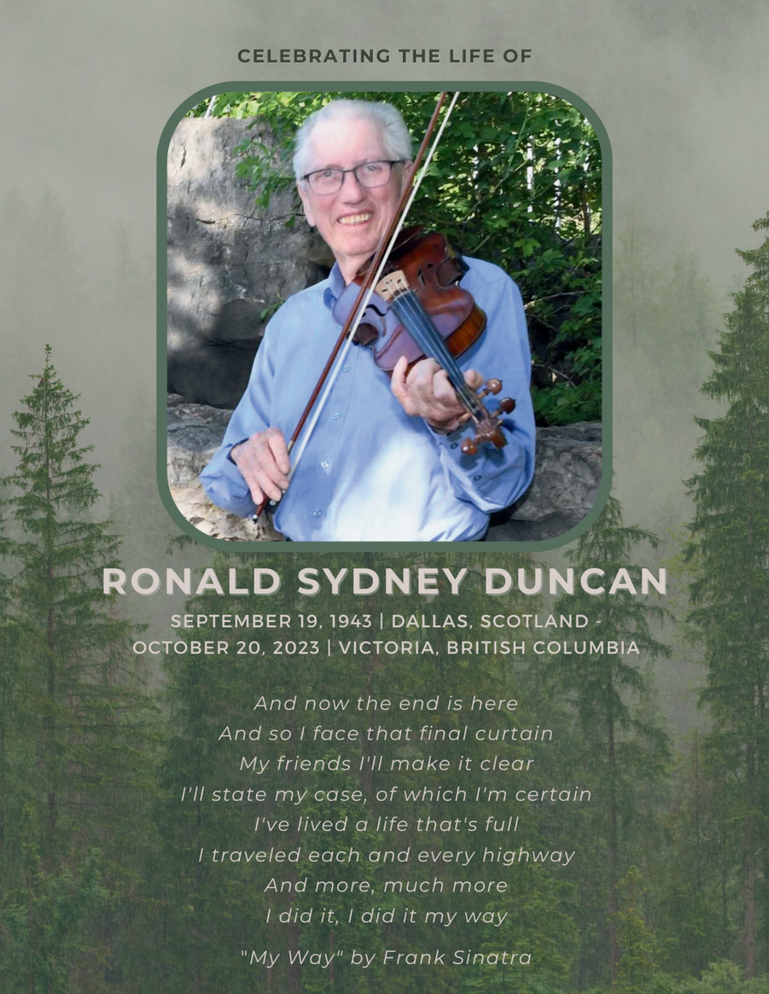 CELEBRATING THE LIFE OF
RONALD SYDNEY DUNCAN
SEPTEMBER 19, 1943 | DALLAS, SCOTLAND -
OCTOBER 20, 2023 | VICTORIA, BRITISH COLUMBIA
And now the end is here
And so I face that final curtain
My friends I'll make it clear
I'll state my case, of which I'm certain
I've lived a life that's full
I traveled each and every highway
And more, much more
I did it, I did it my way
"My Way" by Frank Sinatra